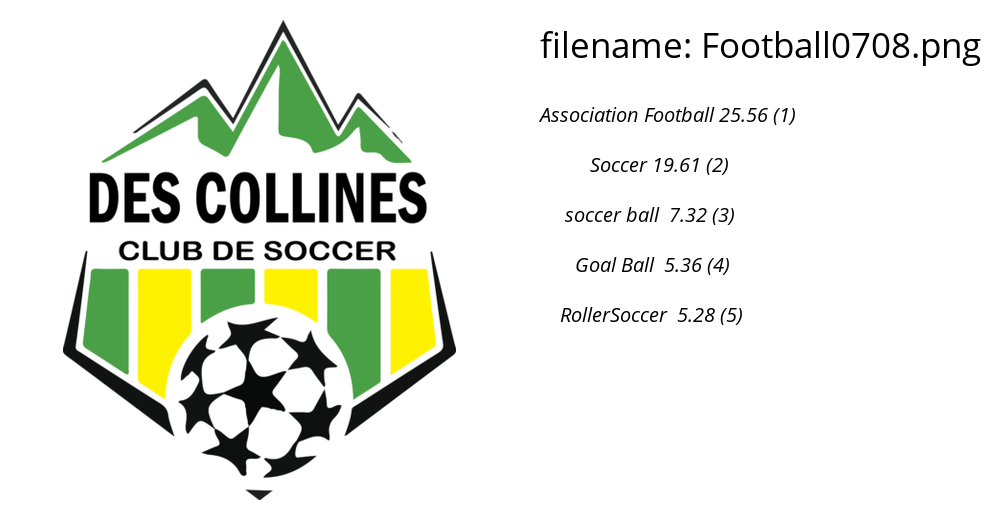 DES COLLINES
CLUB DE SOCCER
filename: Football0708.png
Association Football 25.56 (1)
Soccer 19.61 (2)
soccer ball 7.32 (3)
Goal Ball 5.36 (4)
RollerSoccer 5.28 (5)